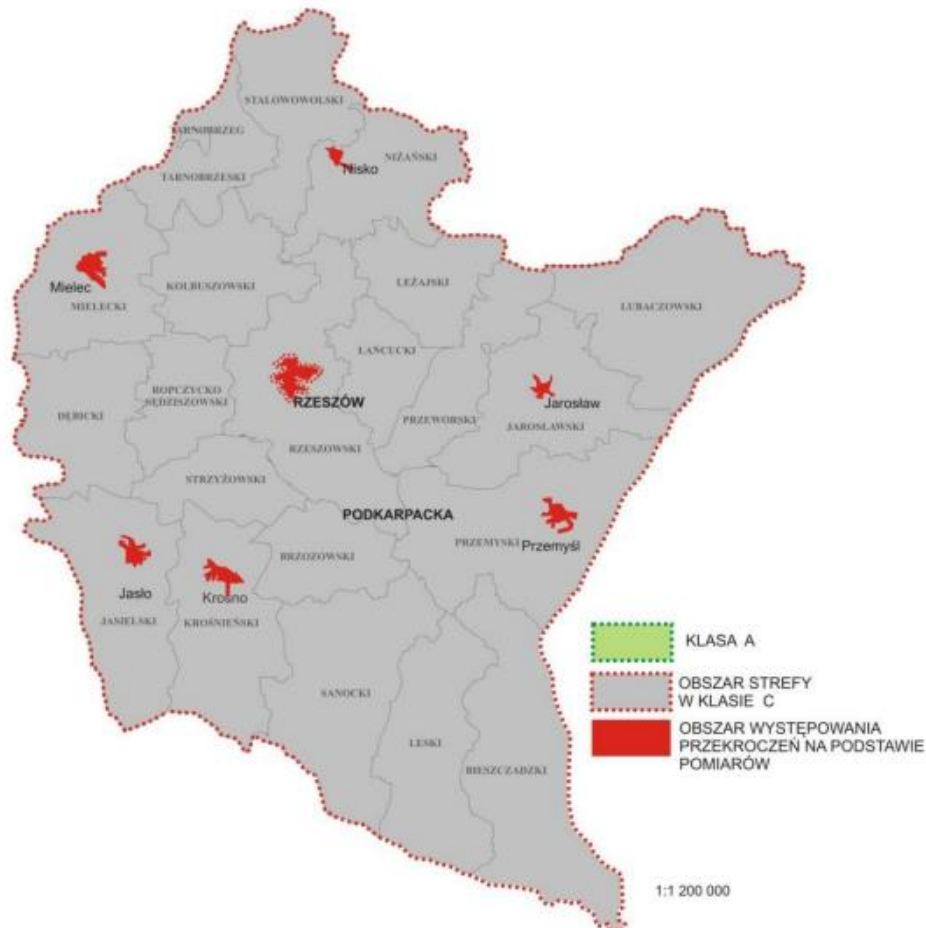 STALOWOWOLSKI
TARNOBRZEG
NIŻAŃSKI
Nisko
TARNOBRZESKI
Mielec
MIELECKI
KOLBUSZOWSKI
LEŻAJSKI
LUBACZOWSKI
ŁAŃCUCKI
ROPCZYCKO
SĘDZISZOWSKI
RZESZÓW
Jarosław
DĘBICKI
PRZEWORSKI
JAROSŁAWSKI
RZESZOWSKI
STRZYŻOWSKI
PODKARPACKA
PRZEMYSKI
Przemyśl
BRZOZOWSKI
Jasło
Krosno
JASIELSKI
KROŚNIEŃSKI
SANOCKI
LESKI
BIESZCZADZKI
KLASA A
OBSZAR STREFY
W KLASIE C
OBSZAR WYSTĘPOWANIA
PRZEKROCZEŃ NA PODSTAWIE
POMIARÓW
1:1 200 000